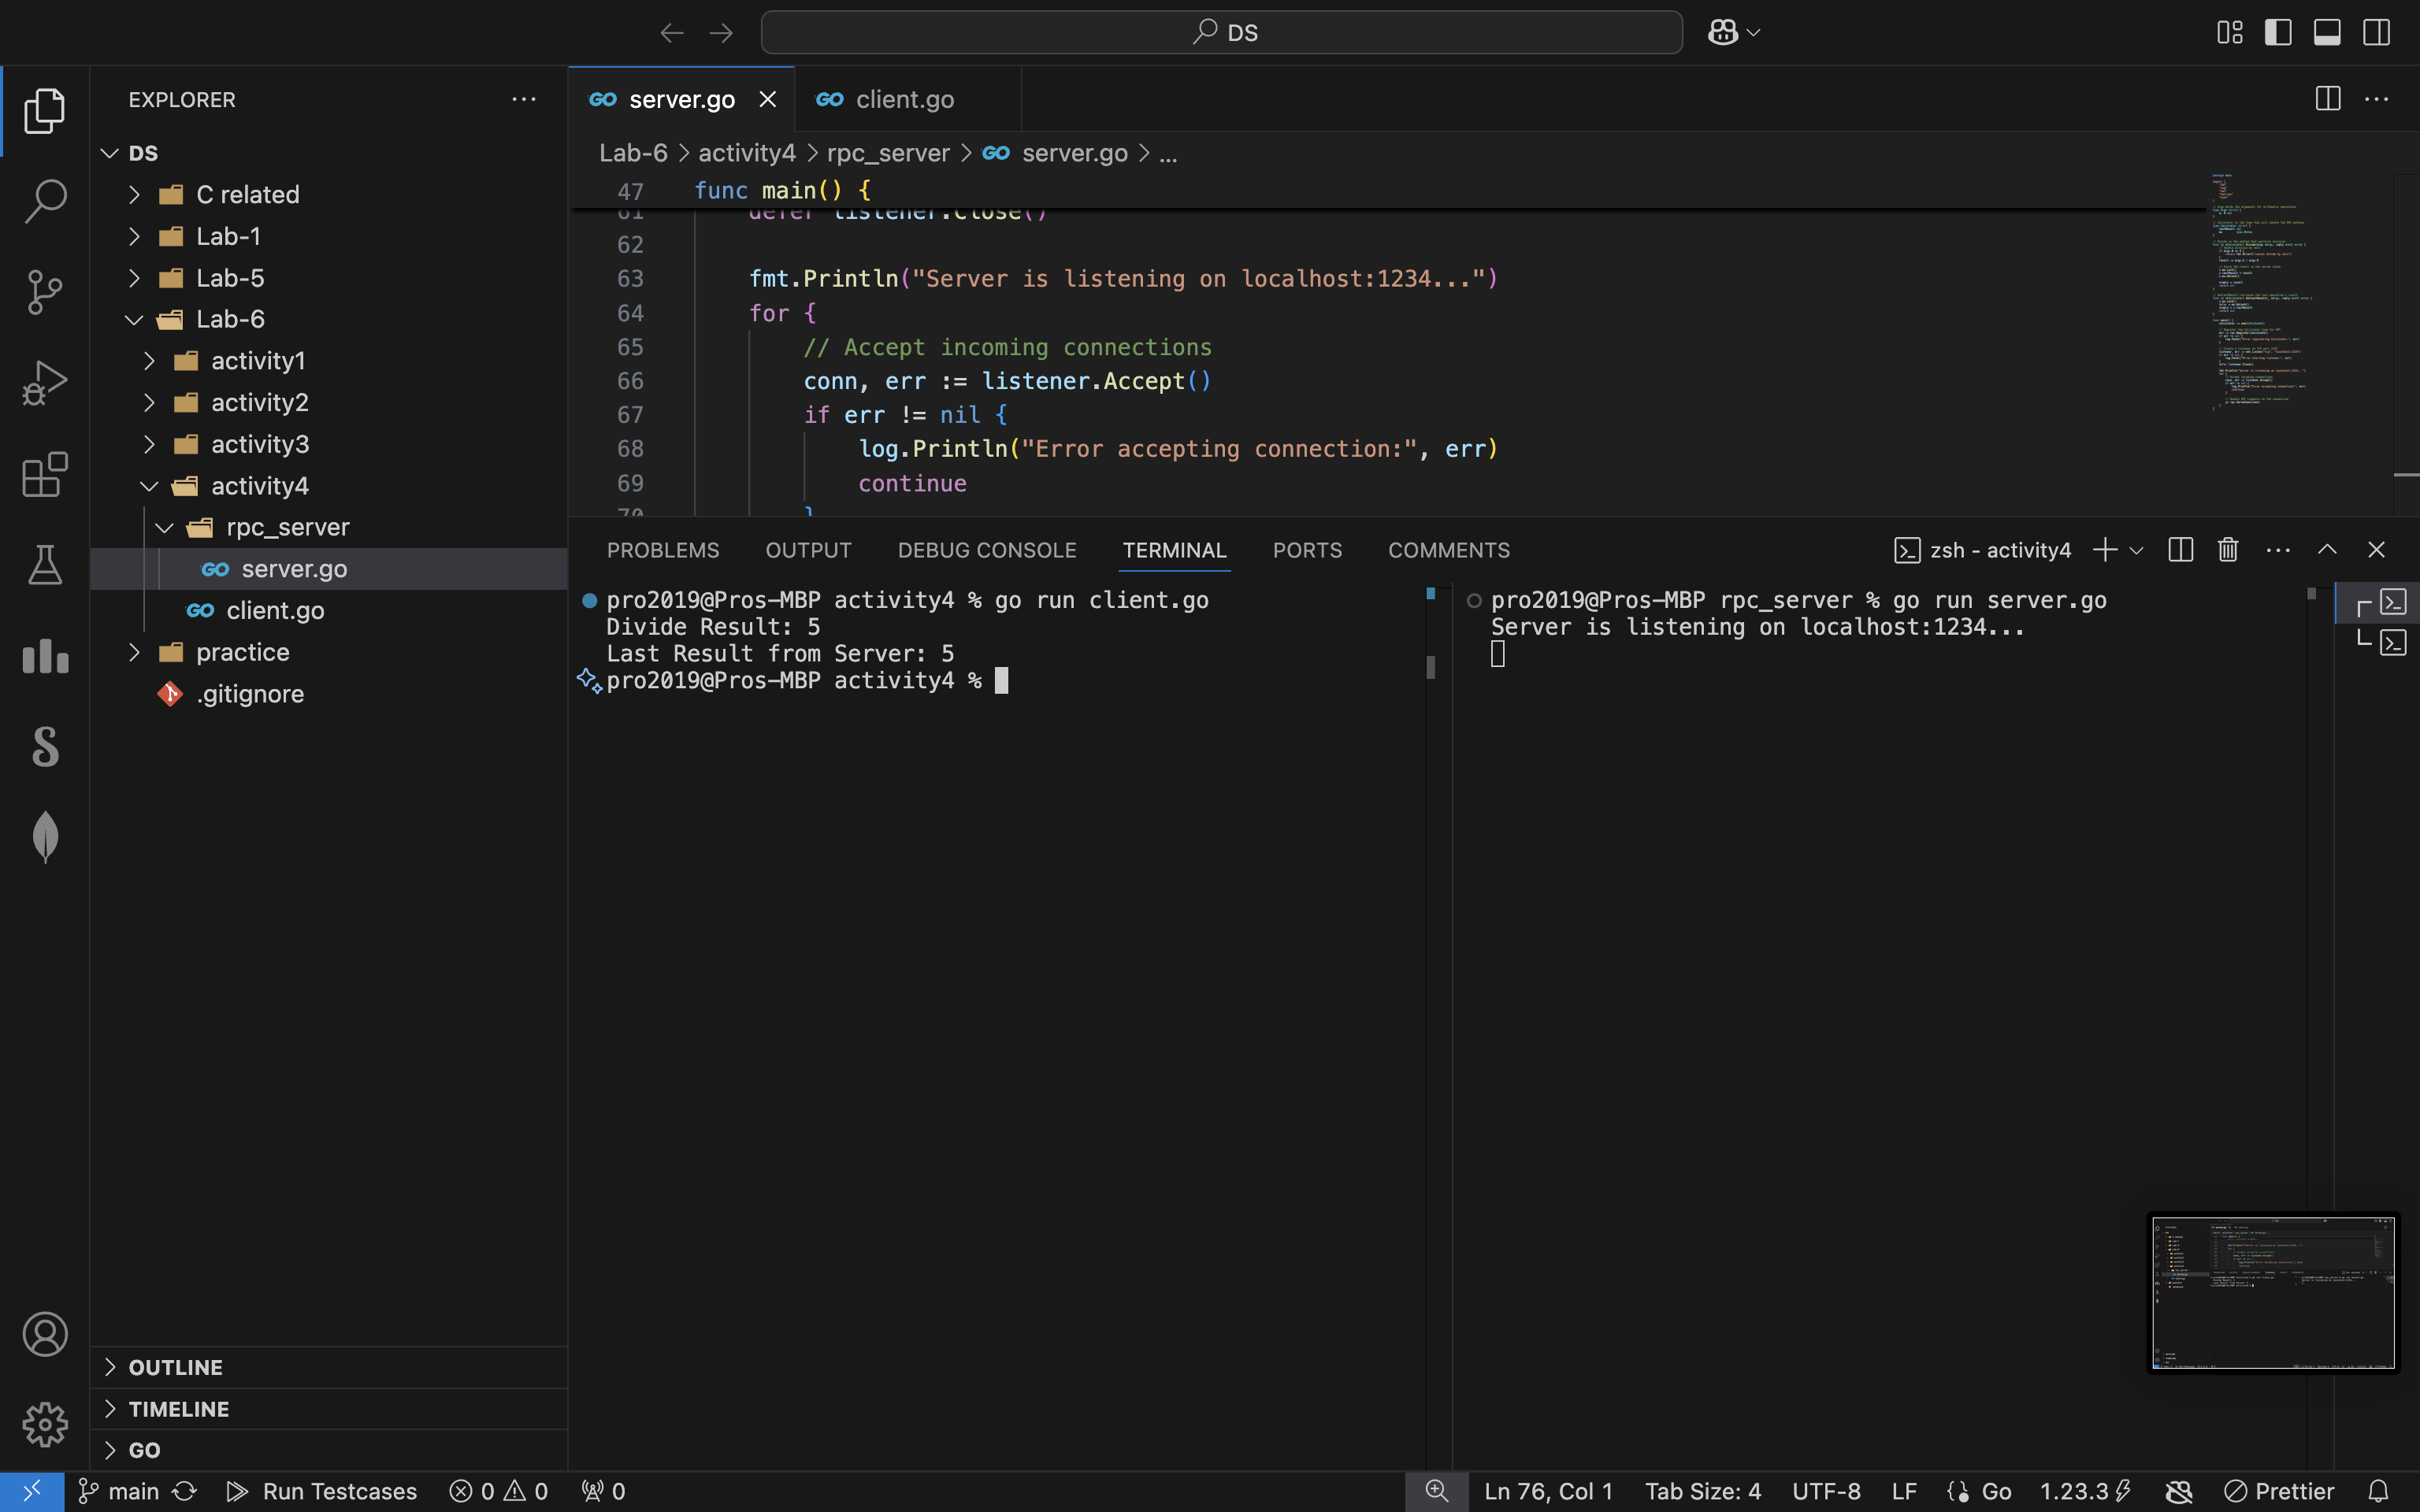 DS
EXPLORER
DS
C related
Lab-1
Lab-5
Lab-6
activity1
activity2
activity3
activity4
rpc_server
GO server.go
GO client.go
practice
.gitignore
OUTLINE
TIMELINE
GO
GO server.go
GO client.go
Lab-6 > activity4 > rpc_server > GO server.go > ...
47 func main() {
61 defer listener.Close()
62
63 fmt.Println("Server is listening on localhost:1234...")
64 for {
65 // Accept incoming connections
66 conn, err := listener.Accept()
67 if err != nil {
68 log.Println("Error accepting connection:", err)
69 continue
70 }
PROBLEMS OUTPUT DEBUG CONSOLE TERMINAL PORTS COMMENTS
zsh - activity4
pro2019@Pros-MBP activity4 % go run client.go
Divide Result: 5
Last Result from Server: 5
pro2019@Pros-MBP activity4 %
pro2019@Pros-MBP rpc_server % go run server.go
Server is listening on localhost:1234...
main Run Testcases 0 0 0 Ln 76, Col 1 Tab Size: 4 UTF-8 LF Go 1.23.3 Prettier